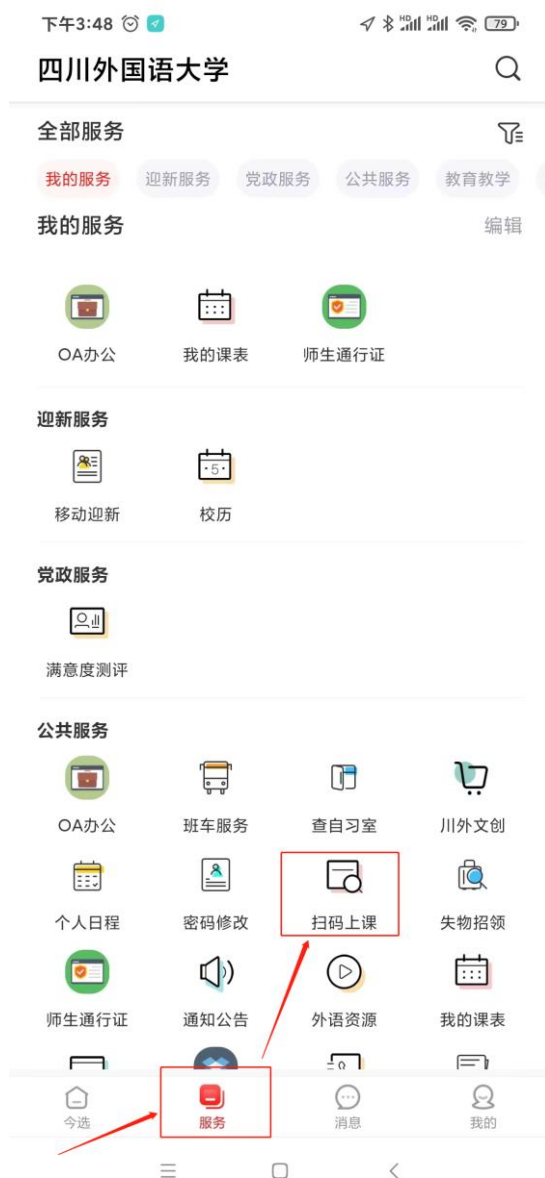 下午3:48
HD HD 79
四川外国语大学
全部服务
我的服务 迎新服务 党政服务 公共服务 教育教学
我的服务 编辑
OA办公 我的课表 师生通行证
迎新服务
5
移动迎新 校历
党政服务
满意度测评
公共服务
OA办公 班车服务 查自习室 川外文创
个人日程 密码修改 扫码上课 失物招领
师生通行证 通知公告 外语资源 我的课表
今选 服务 消息 我的